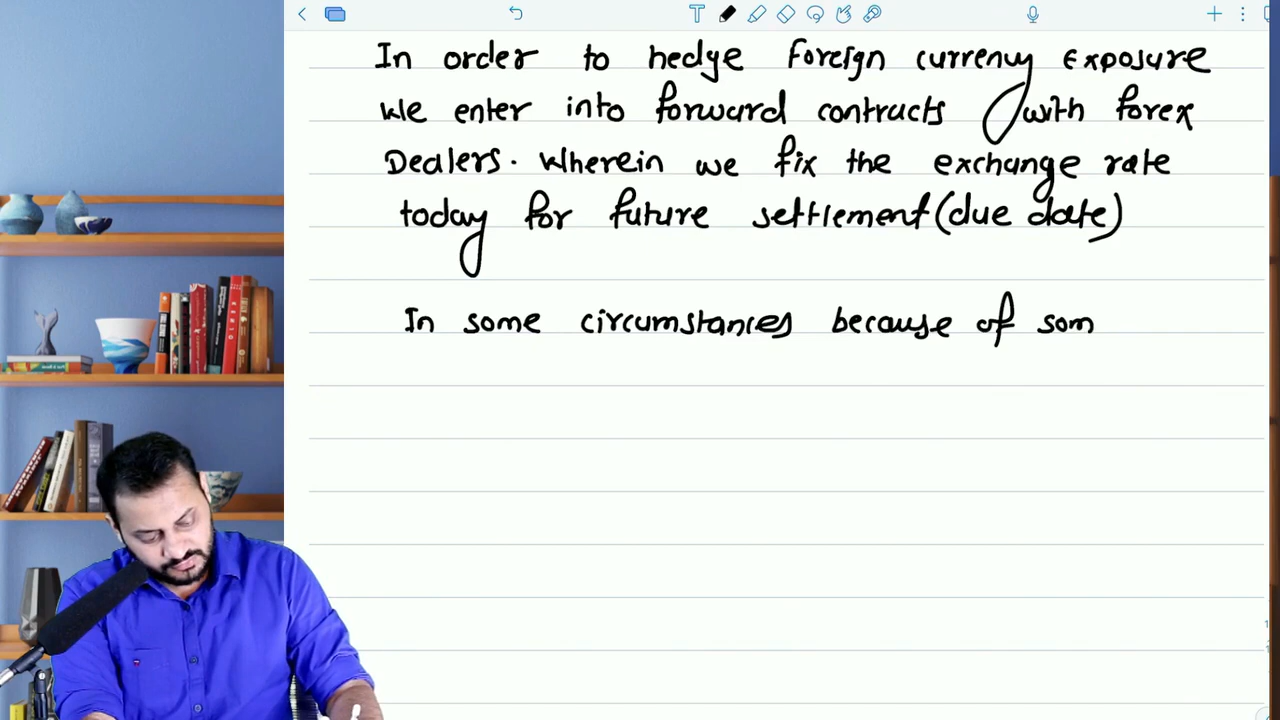 In order to hedge foreign currency exposure
we enter into forward contracts with forex
Dealers. Wherein we fix the exchange rate
today for future settlement (due date)
In some circumstances because of som